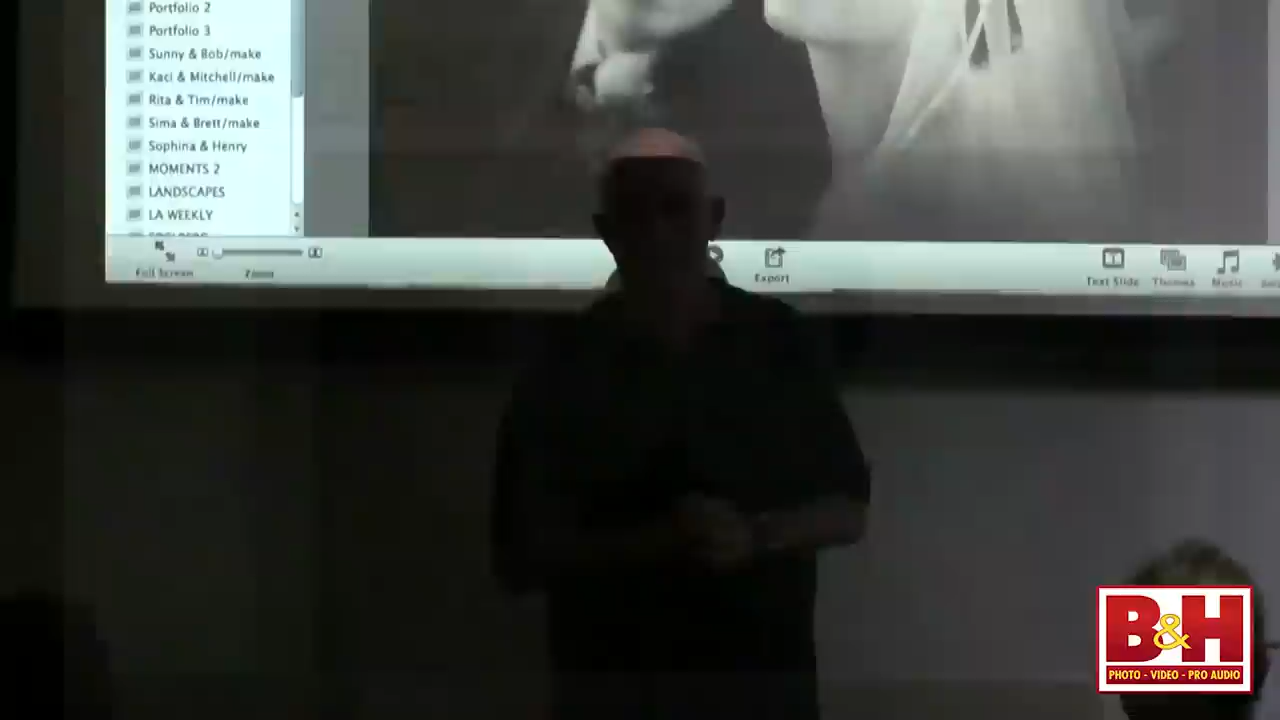 Portfolio 2
Portfolio 3
Sunny & Bob/make
Kaci & Mitchell/make
Rita & Tim/make
Sima & Brett/make
Sophina & Henry
MOMENTS 2
LANDSCAPES
LA WEEKLY
Full Screen
Zoom
Export
Text Slide
Themes
Music
B&H
PHOTO - VIDEO - PRO AUDIO